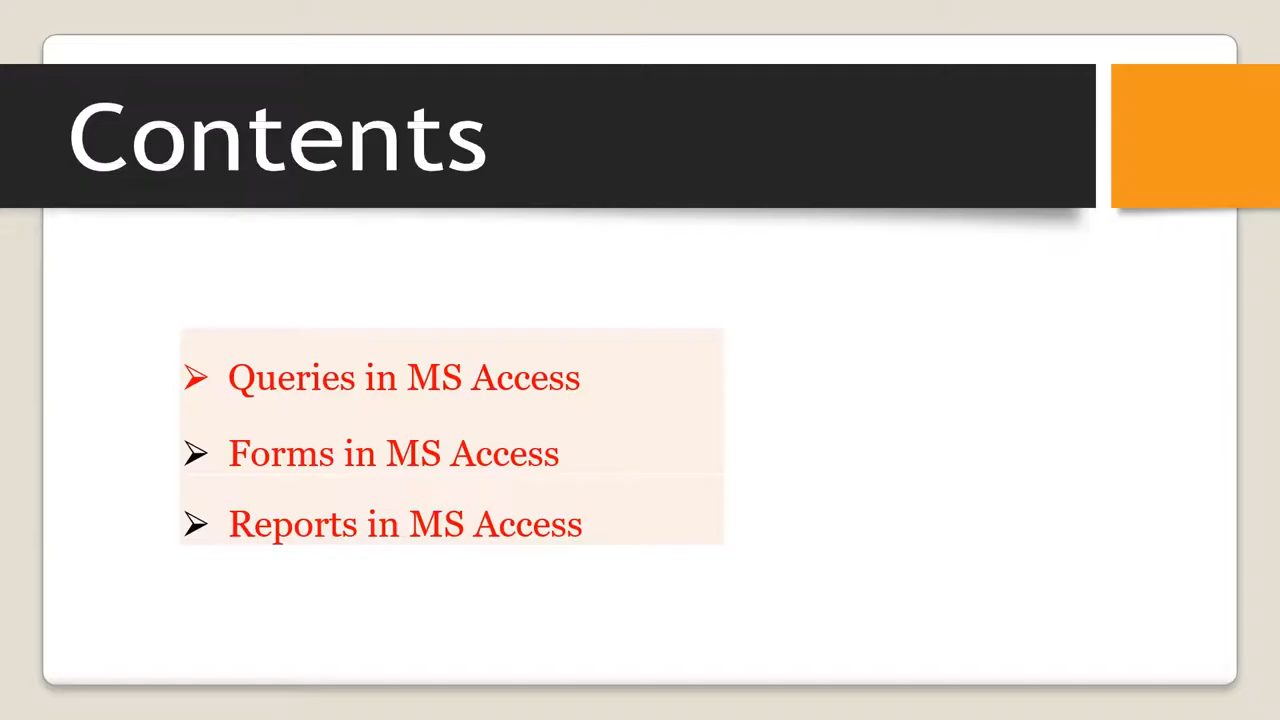 Contents
➢ Queries in MS Access
➢ Forms in MS Access
➢ Reports in MS Access